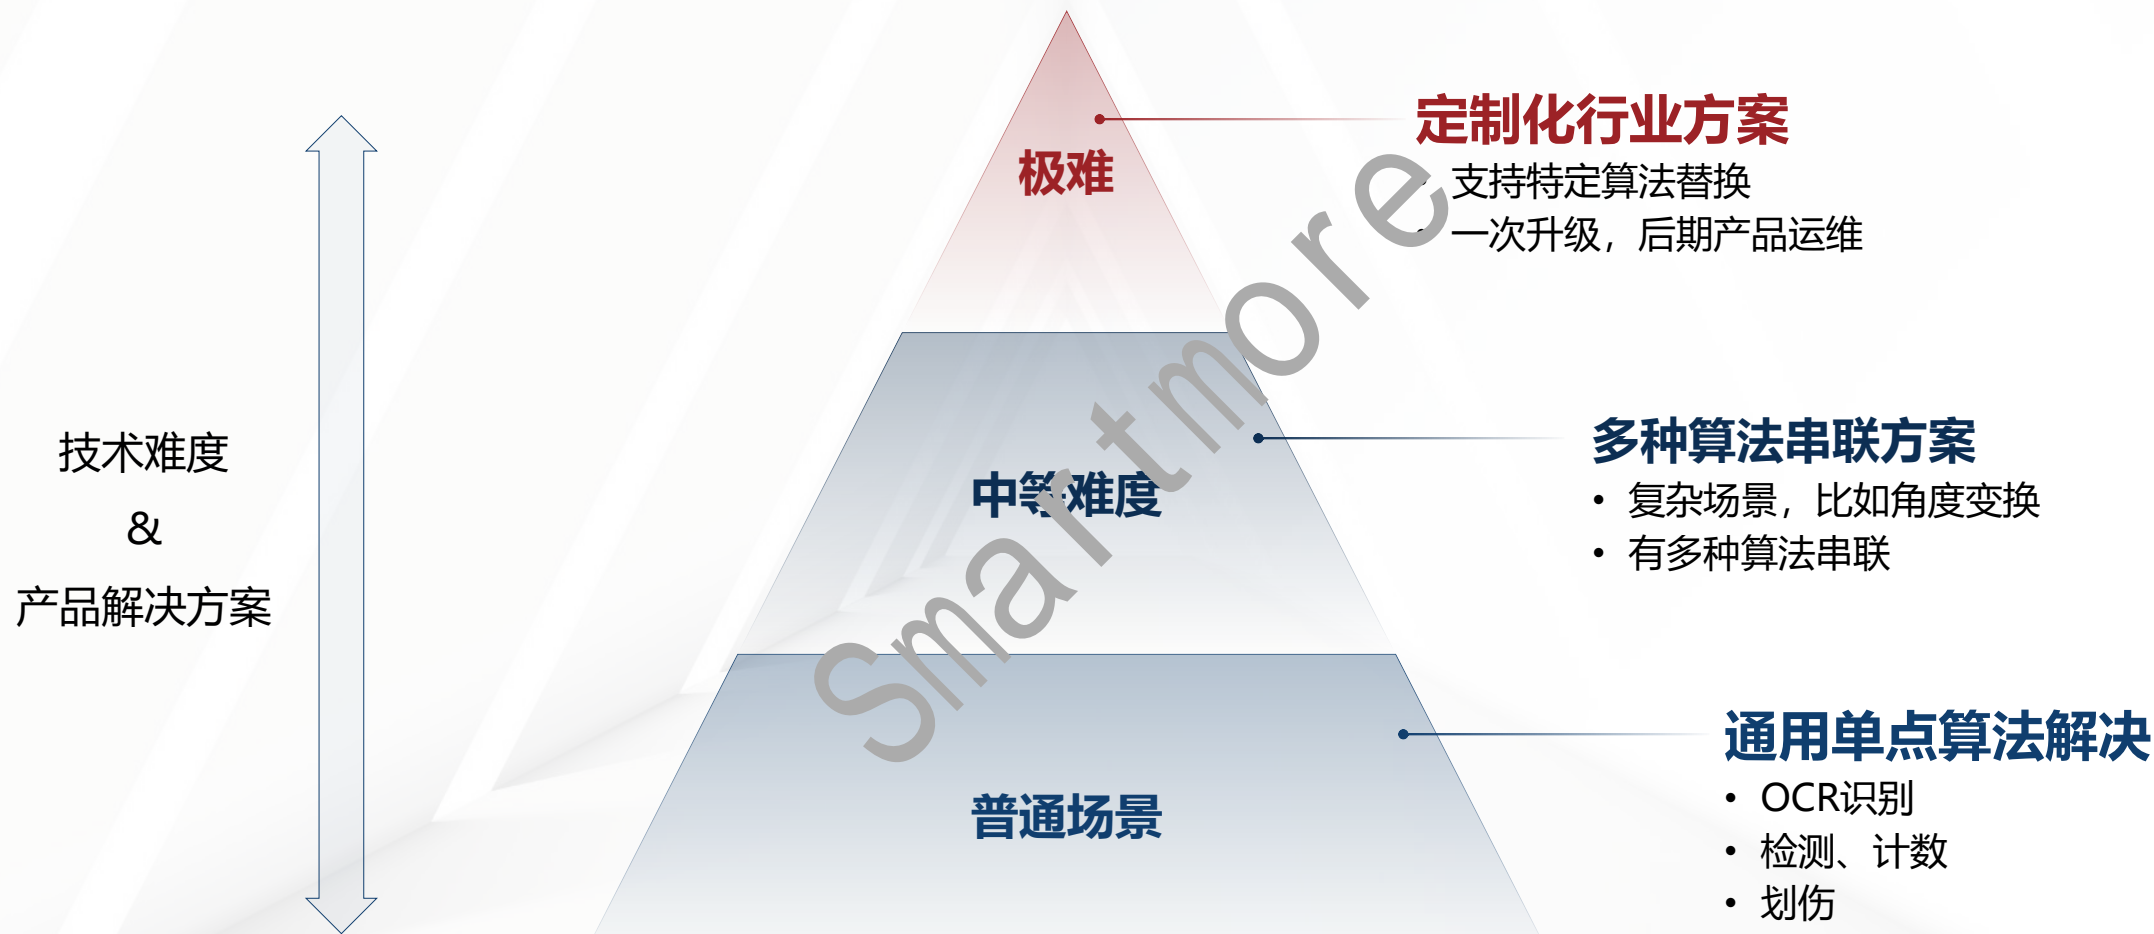 技术难度
&
产品解决方案
极难
中等难度
普通场景
定制化行业方案
• 支持特定算法替换
• 一次升级，后期产品运维
多种算法串联方案
• 复杂场景，比如角度变换
• 有多种算法串联
通用单点算法解决
• OCR识别
• 检测、计数
• 划伤
Smartmore